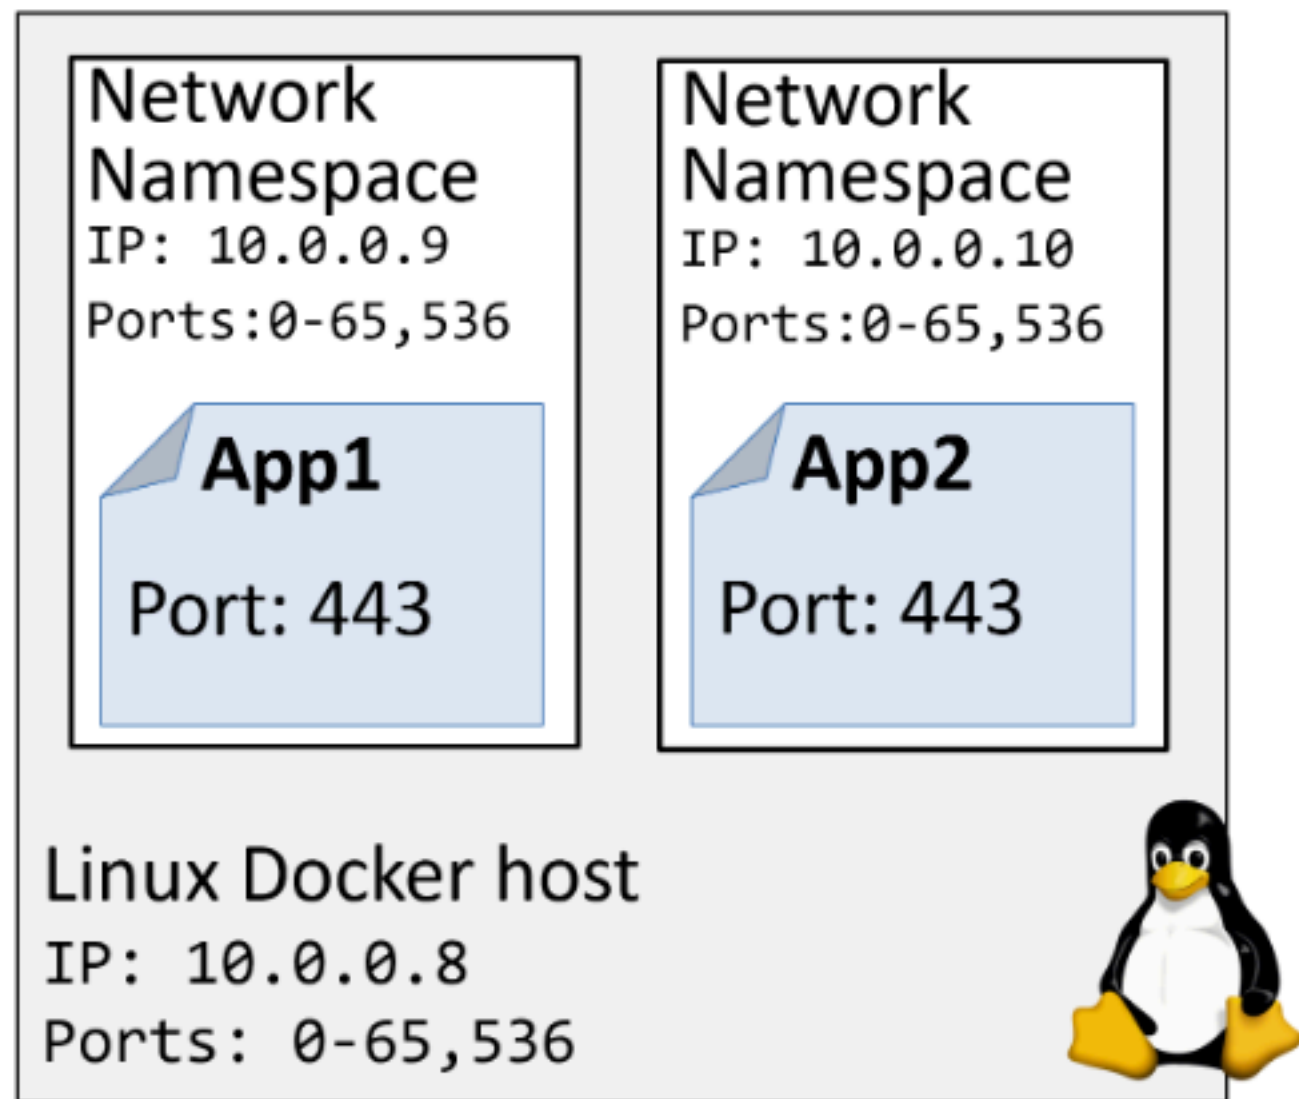 Network
Namespace
IP: 10.0.0.9
Ports:0-65,536
App1
Port: 443
Network
Namespace
IP: 10.0.0.10
Ports:0-65,536
App2
Port: 443
Linux Docker host
IP: 10.0.0.8
Ports: 0-65,536